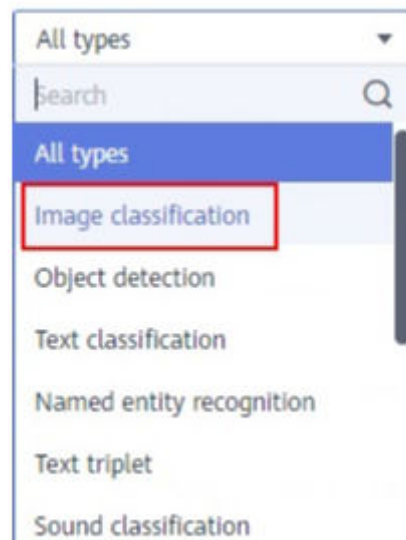 All types
Search
All types
Image classification
Object detection
Text classification
Named entity recognition
Text triplet
Sound classification